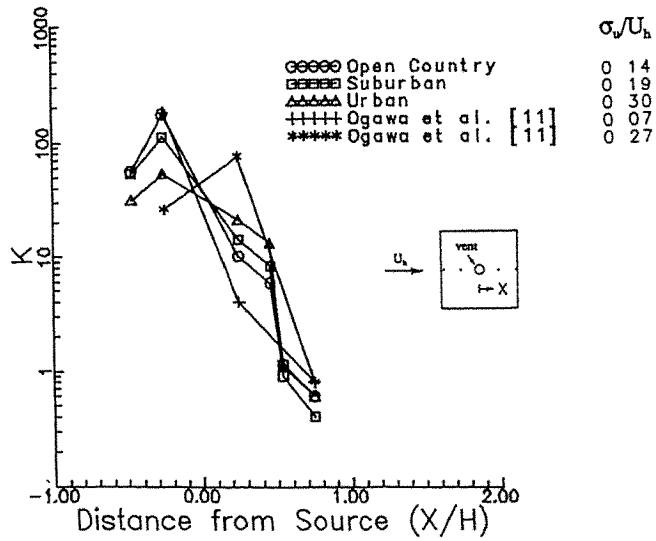 σu/Uh
Open Country 0 14
Suburban 0 19
Urban 0 30
Ogawa et al. [11] 0 07
Ogawa et al. [11] 0 27
1000
100
10
1
K
Uh
vent
X
-1.00 0.00 1.00 2.00
Distance from Source (X/H)